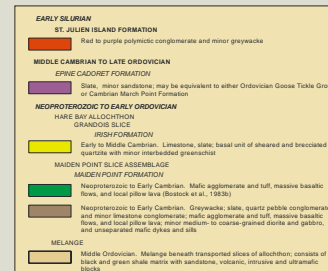 EARLY SILURIAN
ST. JULIEN ISLAND FORMATION
Red to purple polymictic conglomerate and minor greywacke
MIDDLE CAMBRIAN TO LATE ORDOVICIAN
EPINE CADORET FORMATION
Slate, minor sandstone; may be equivalent to either Ordovician Goose Tickle Gro
or Cambrian March Point Formation
NEOPROTEROZOIC TO EARLY ORDOVICIAN
HARE BAY ALLOCHTHON
GRANDOIS SLICE
IRISH FORMATION
Early to Middle Cambrian. Limestone, slate; basal unit of sheared and brecciated
quartzite with minor interbedded greenschist
MAIDEN POINT SLICE ASSEMBLAGE
MAIDEN POINT FORMATION
Neoproterozoic to Early Cambrian. Mafic agglomerate and tuff, massive basaltic
flows, and local pillow lava (Bostock et al., 1983b)
Neoproterozoic to Early Cambrian. Greywacke; slate, quartz pebble conglomerate
and minor limestone conglomerate; mafic agglomerate and tuff, massive basaltic
flows, and local pillow lava; minor medium- to coarse-grained diorite and gabbro,
and unseparated mafic dykes and sills
MELANGE
Middle Ordovician. Melange beneath transported slices of allochthon; consists of
black and green shale matrix with sandstone, volcanic, intrusive and ultramafic
blocks